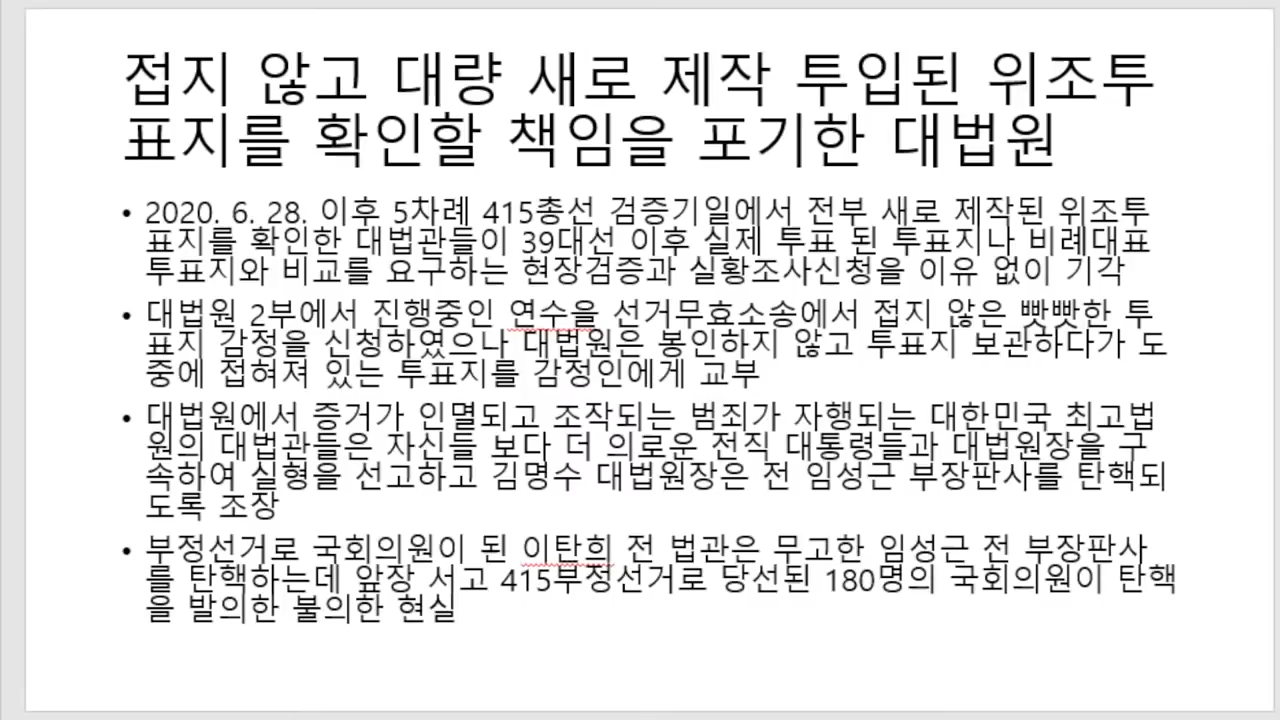 접지 않고 대량 새로 제작 투입된 위조투
표지를 확인할 책임을 포기한 대법원
• 2020. 6. 28. 이후 5차례 415총선 검증기일에서 전부 새로 제작된 위조투
표지를 확인한 대법관들이 39대선 이후 실제 투표 된 투표지나 비례대표
투표지와 비교를 요구하는 현장검증과 실황조사신청을 이유 없이 기각
• 대법원 2부에서 진행중인 연수을 선거무효소송에서 접지 않은 빳빳한 투
표지 감정을 신청하였으나 대법원은 봉인하지 않고 투표지 보관하다가 도
중에 접혀져 있는 투표지를 감정인에게 교부
• 대법원에서 증거가 인멸되고 조작되는 범죄가 자행되는 대한민국 최고법
원의 대법관들은 자신들 보다 더 의로운 전직 대통령들과 대법원장을 구
속하여 실형을 선고하고 김명수 대법원장은 전 임성근 부장판사를 탄핵되
도록 조장
• 부정선거로 국회의원이 된 이탄희 전 법관은 무고한 임성근 전 부장판사
를 탄핵하는데 앞장 서고 415부정선거로 당선된 180명의 국회의원이 탄핵
을 발의한 불의한 현실